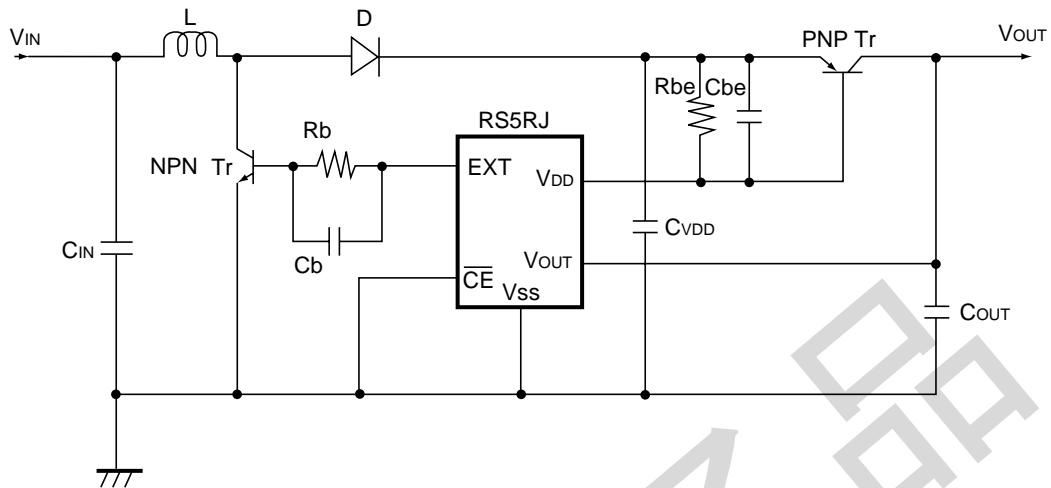 L
D
VIN
PNP Tr
VOUT
Rbe
Cbe
RS5RJ
Rb
EXT
NPN Tr
VDD
CVDD
CIN
Cb
VOUT
CE
Vss
COUT
品